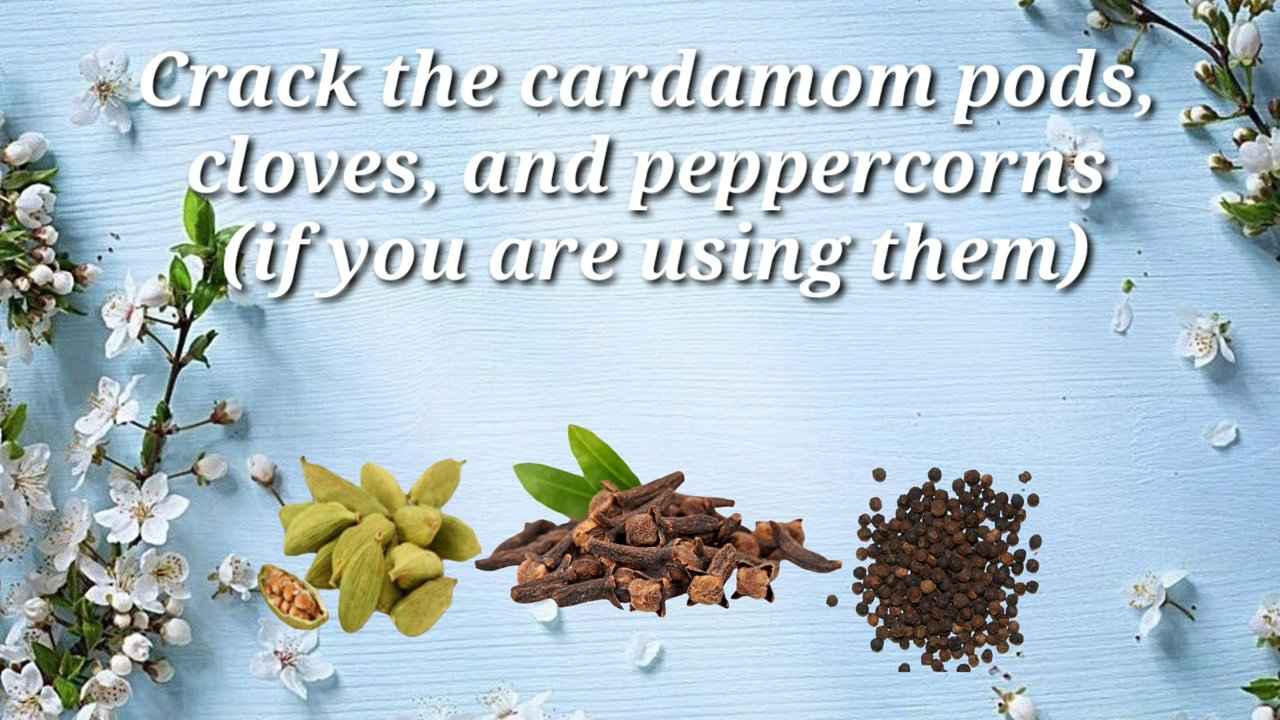 Crack the cardamom pods,
cloves, and peppercorns
(if you are using them)